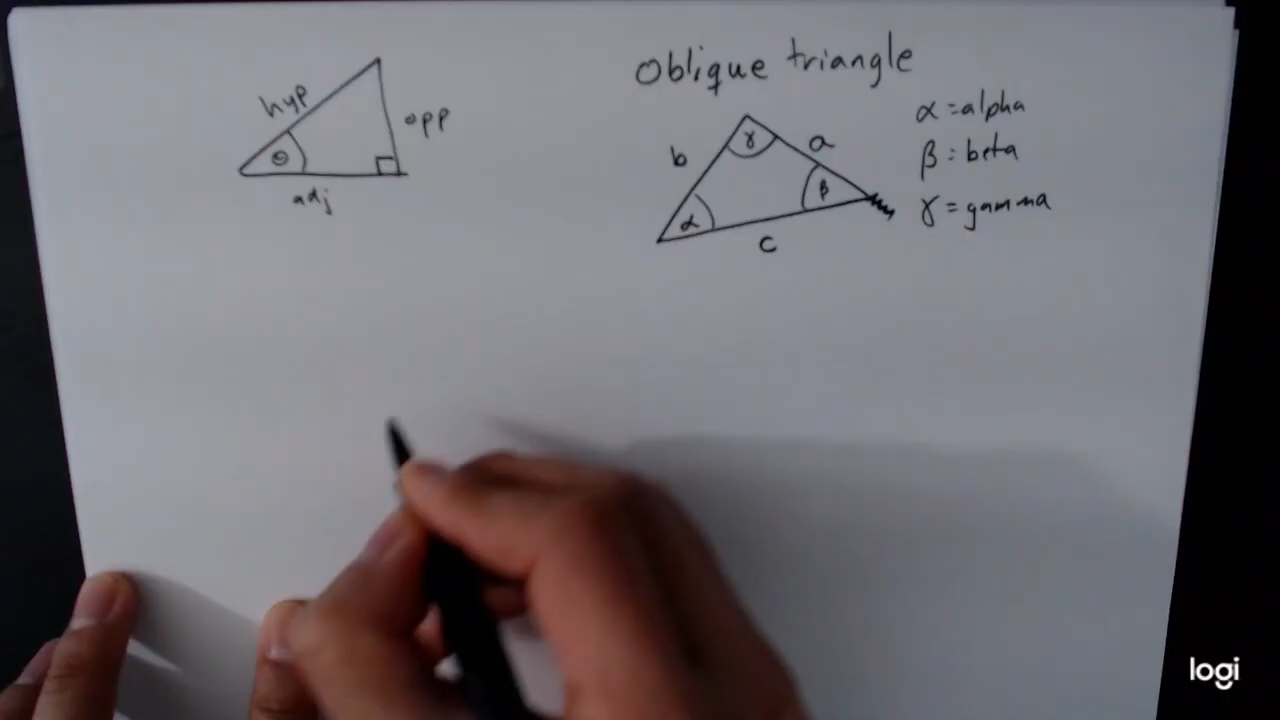 hyp
opp
θ
adj
Oblique triangle
b
γ
a
α
β
c
α = alpha
β = beta
γ = gamma
logi